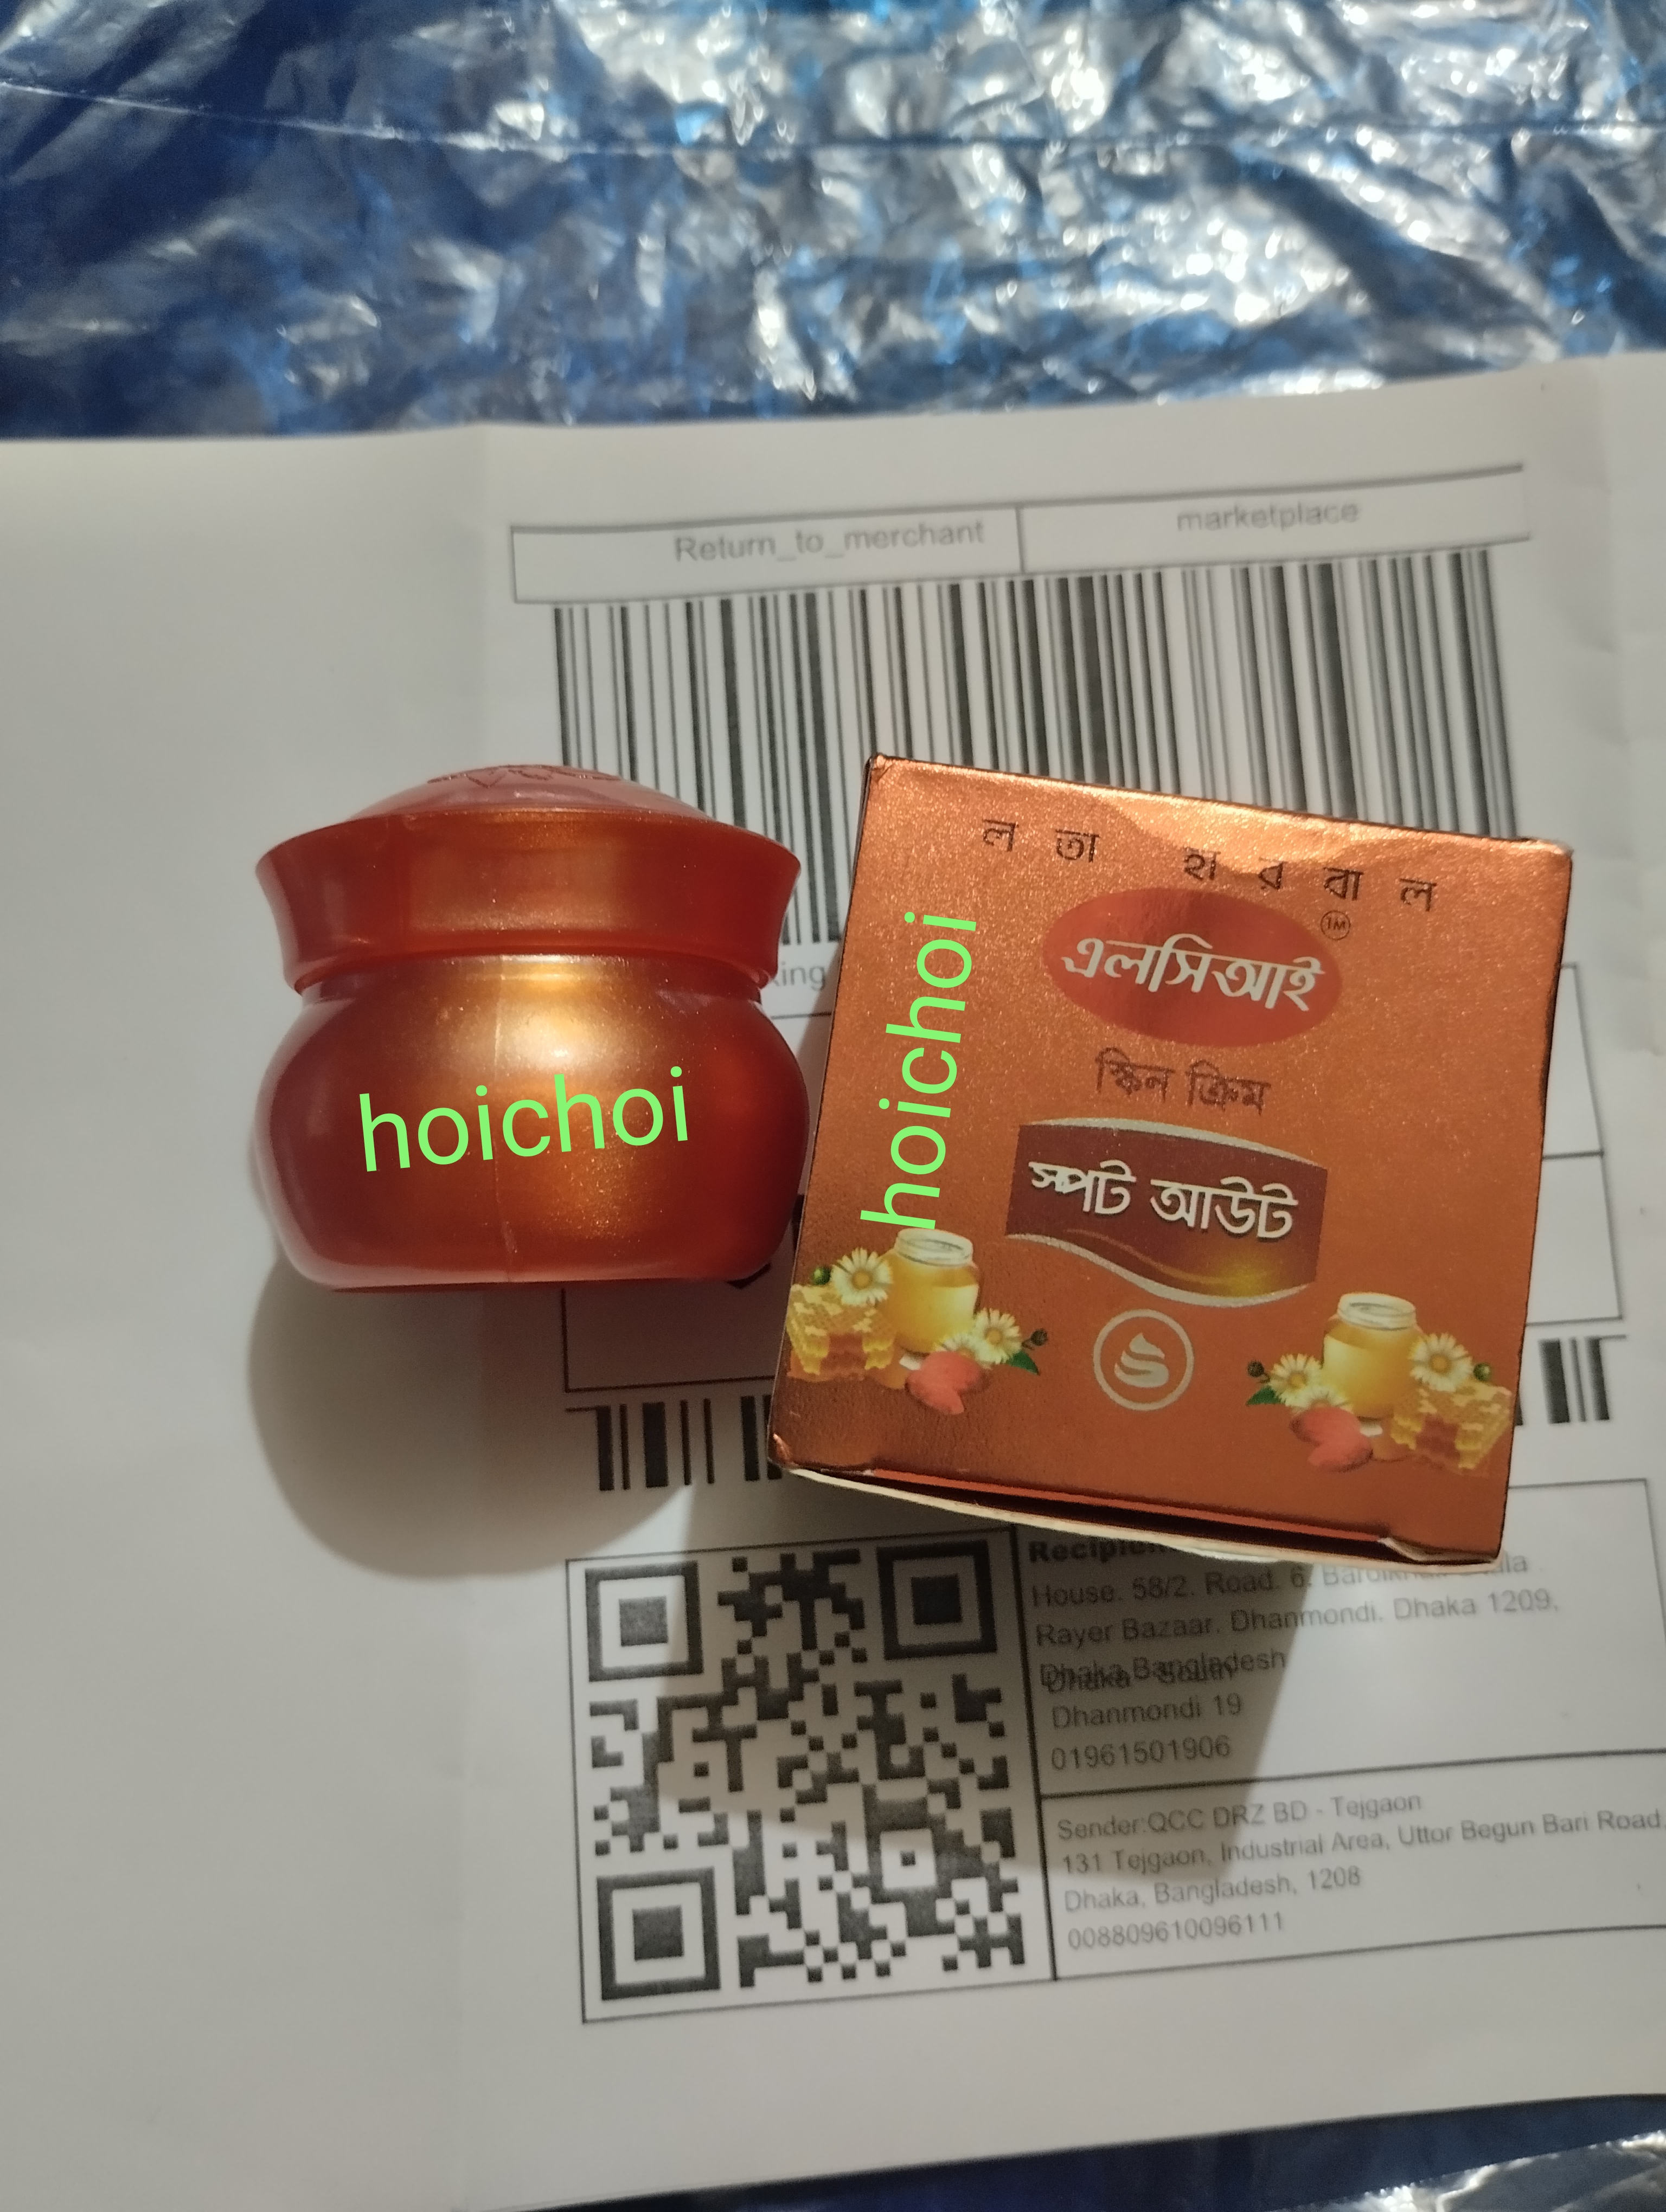 Return_to_merchant
marketplace
ল তা হা র বা ল
TM
এলসিআই
স্কিন ক্রিম
স্পট আউট
hoichoi
hoichoi
House. 58/2. Road. 6.
Rayer Bazaar. Dhanmondi. Dhaka 1209,
Dhaka Bangladesh
Dhaka - South
Dhanmondi 19
01961501906
Sender:QCC DRZ BD - Tejgaon
131 Tejgaon, Industrial Area, Uttor Begun Bari Road,
Dhaka, Bangladesh, 1208
008809610096111